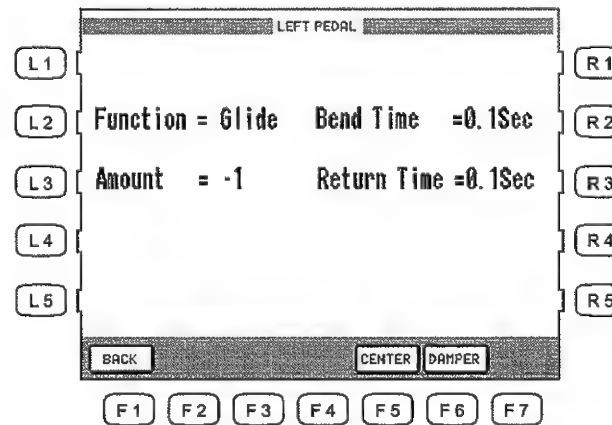 LEFT PEDAL
L1 R1
L2 Function = Glide Bend Time =0.1Sec R2
L3 Amount = -1 Return Time =0.1Sec R3
L4 R4
L5 R5
BACK CENTER DAMPER
F1 F2 F3 F4 F5 F6 F7